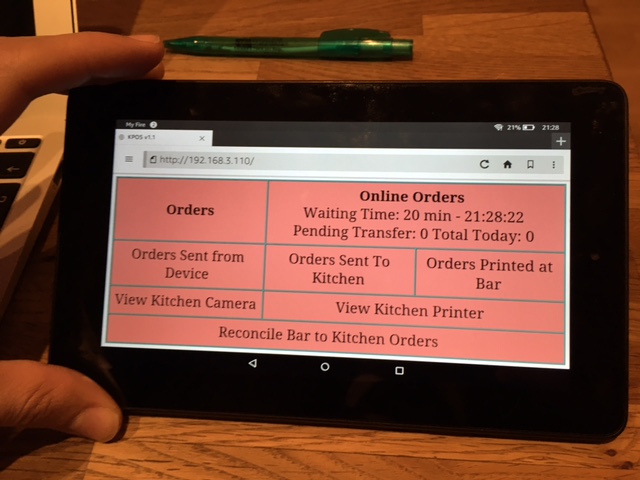 My Fire 2
21% 21:28
KPOS v1.1
http://192.168.3.110/
Orders
Online Orders
Waiting Time: 20 min - 21:28:22
Pending Transfer: 0 Total Today: 0
Orders Sent from
Device
Orders Sent To
Kitchen
Orders Printed at
Bar
View Kitchen Camera
View Kitchen Printer
Reconcile Bar to Kitchen Orders